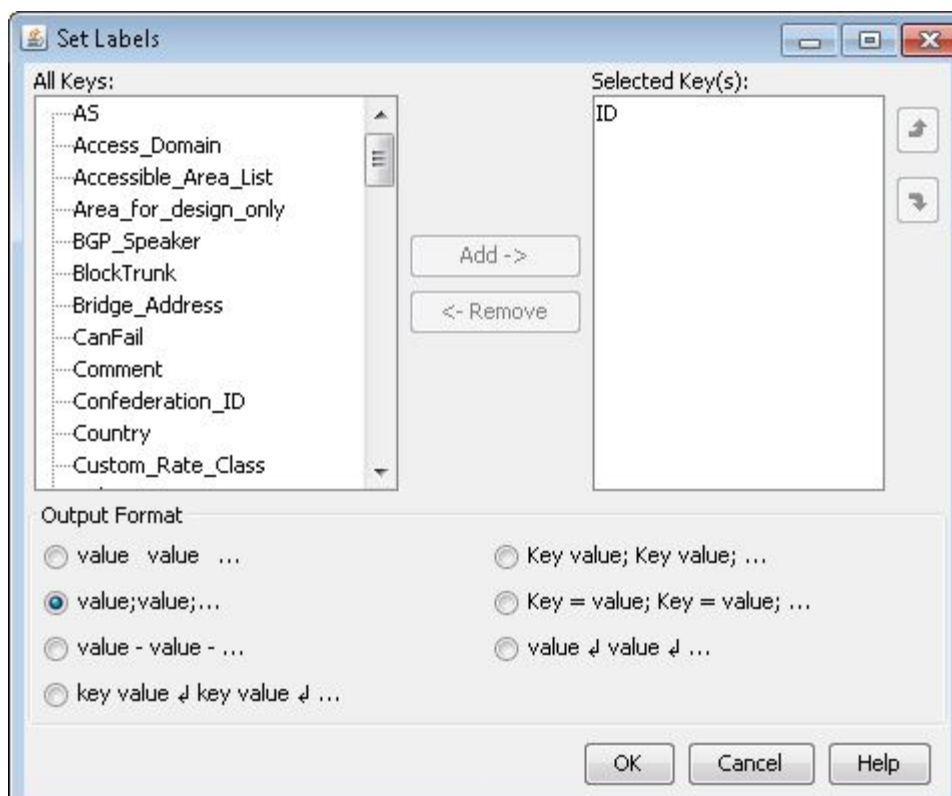 Set Labels
All Keys:
AS
Access_Domain
Accessible_Area_List
Area_for_design_only
BGP_Speaker
BlockTrunk
Bridge_Address
CanFail
Comment
Confederation_ID
Country
Custom_Rate_Class
Add ->
<- Remove
Selected Key(s):
ID
Output Format
value value ...
value;value;...
value - value - ...
key value ↲ key value ↲ ...
Key value; Key value; ...
Key = value; Key = value; ...
value ↲ value ↲ ...
OK Cancel Help